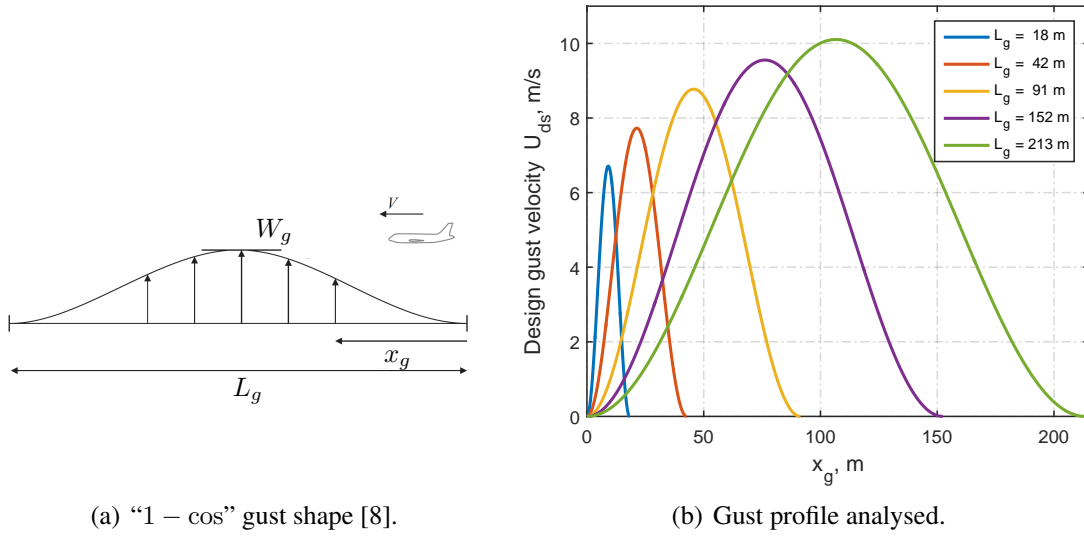 V
W_g
x_g
L_g
(a) “1 − cos” gust shape [8].
Design gust velocity U_ds, m/s
10
8
6
4
2
0
0 50 100 150 200
x_g, m
L_g = 18 m
L_g = 42 m
L_g = 91 m
L_g = 152 m
L_g = 213 m
(b) Gust profile analysed.